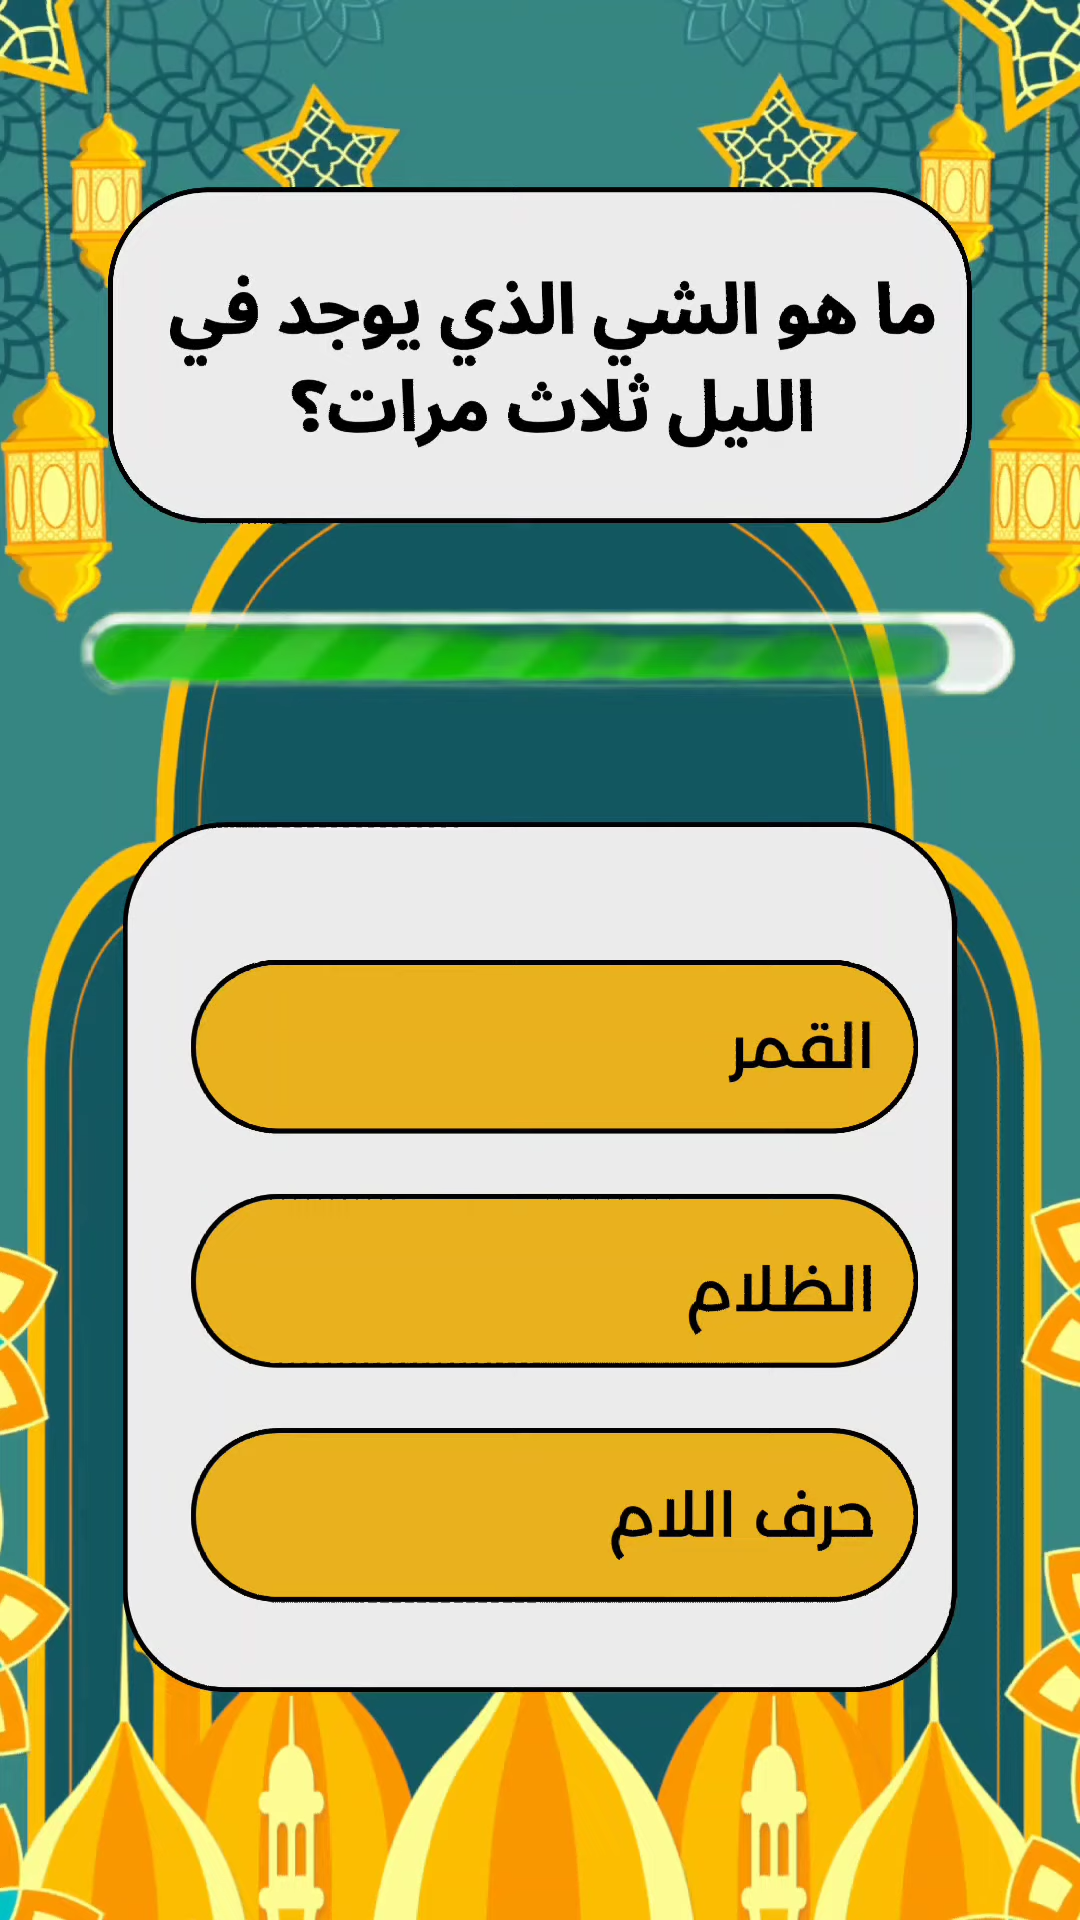 ما هو الشي الذي يوجد في
الليل ثلاث مرات؟
القمر
الظلام
حرف اللام